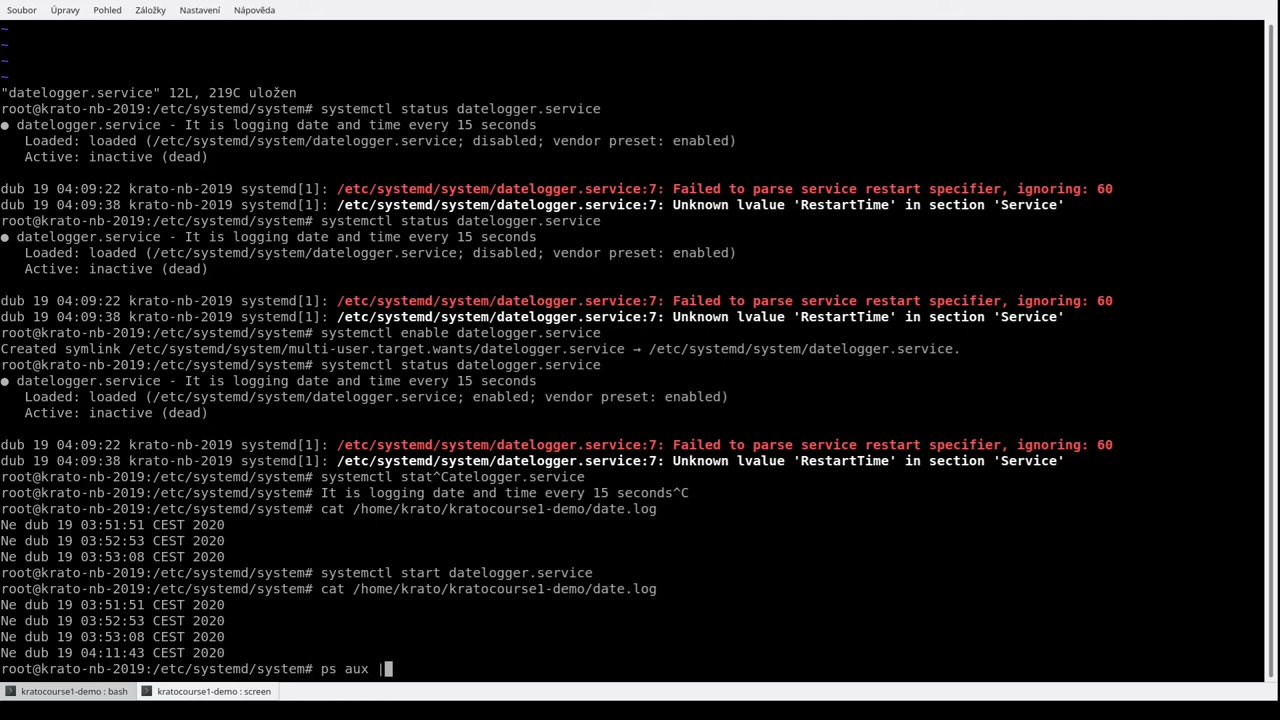 Soubor Úpravy Pohled Záložky Nastavení Nápověda
~
~
~
~
"datelogger.service" 12L, 219C uložen
root@krato-nb-2019:/etc/systemd/system# systemctl status datelogger.service
● datelogger.service - It is logging date and time every 15 seconds
   Loaded: loaded (/etc/systemd/system/datelogger.service; disabled; vendor preset: enabled)
   Active: inactive (dead)
dub 19 04:09:22 krato-nb-2019 systemd[1]: /etc/systemd/system/datelogger.service:7: Failed to parse service restart specifier, ignoring: 60
dub 19 04:09:38 krato-nb-2019 systemd[1]: /etc/systemd/system/datelogger.service:7: Unknown lvalue 'RestartTime' in section 'Service'
root@krato-nb-2019:/etc/systemd/system# systemctl status datelogger.service
● datelogger.service - It is logging date and time every 15 seconds
   Loaded: loaded (/etc/systemd/system/datelogger.service; disabled; vendor preset: enabled)
   Active: inactive (dead)
dub 19 04:09:22 krato-nb-2019 systemd[1]: /etc/systemd/system/datelogger.service:7: Failed to parse service restart specifier, ignoring: 60
dub 19 04:09:38 krato-nb-2019 systemd[1]: /etc/systemd/system/datelogger.service:7: Unknown lvalue 'RestartTime' in section 'Service'
root@krato-nb-2019:/etc/systemd/system# systemctl enable datelogger.service
Created symlink /etc/systemd/system/multi-user.target.wants/datelogger.service → /etc/systemd/system/datelogger.service.
root@krato-nb-2019:/etc/systemd/system# systemctl status datelogger.service
● datelogger.service - It is logging date and time every 15 seconds
   Loaded: loaded (/etc/systemd/system/datelogger.service; enabled; vendor preset: enabled)
   Active: inactive (dead)
dub 19 04:09:22 krato-nb-2019 systemd[1]: /etc/systemd/system/datelogger.service:7: Failed to parse service restart specifier, ignoring: 60
dub 19 04:09:38 krato-nb-2019 systemd[1]: /etc/systemd/system/datelogger.service:7: Unknown lvalue 'RestartTime' in section 'Service'
root@krato-nb-2019:/etc/systemd/system# systemctl stat^Catelogger.service
root@krato-nb-2019:/etc/systemd/system# It is logging date and time every 15 seconds^C
root@krato-nb-2019:/etc/systemd/system# cat /home/krato/kratocourse1-demo/date.log
Ne dub 19 03:51:51 CEST 2020
Ne dub 19 03:52:53 CEST 2020
Ne dub 19 03:53:08 CEST 2020
root@krato-nb-2019:/etc/systemd/system# systemctl start datelogger.service
root@krato-nb-2019:/etc/systemd/system# cat /home/krato/kratocourse1-demo/date.log
Ne dub 19 03:51:51 CEST 2020
Ne dub 19 03:52:53 CEST 2020
Ne dub 19 03:53:08 CEST 2020
Ne dub 19 04:11:43 CEST 2020
root@krato-nb-2019:/etc/systemd/system# ps aux |
kratocourse1-demo : bash kratocourse1-demo : screen